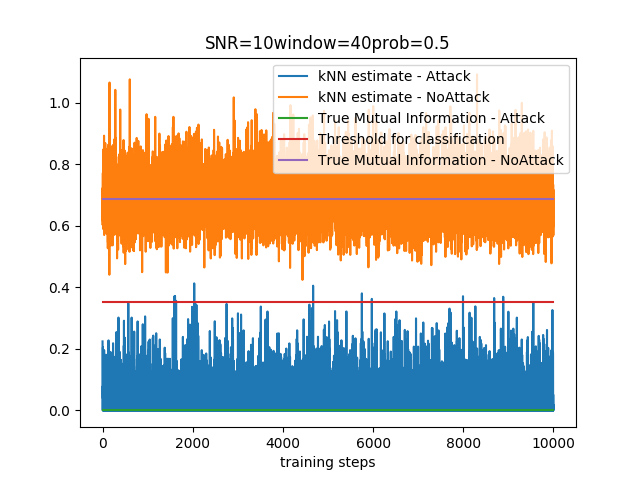 SNR=10window=40prob=0.5
kNN estimate - Attack
kNN estimate - NoAttack
True Mutual Information - Attack
Threshold for classification
True Mutual Information - NoAttack
1.0
0.8
0.6
0.4
0.2
0.0
0 2000 4000 6000 8000 10000
training steps